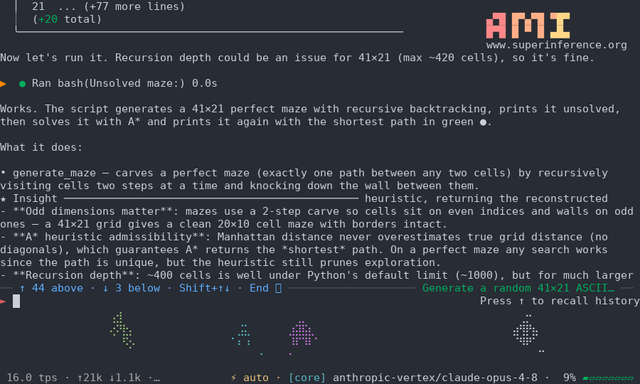 21 ... (+77 more lines)
(+20 total)
AMI
www.superinference.org
Now let's run it. Recursion depth could be an issue for 41×21 (max ~420 cells), so it's fine.
▶ ● Ran bash(Unsolved maze:) 0.0s
Works. The script generates a 41×21 perfect maze with recursive backtracking, prints it unsolved,
then solves it with A* and prints it again with the shortest path in green ●.
What it does:
• generate_maze — carves a perfect maze (exactly one path between any two cells) by recursively
visiting cells two steps at a time and knocking down the wall between them.
★ Insight ─────────────────────────────── heuristic, returning the reconstructed
- **Odd dimensions matter**: mazes use a 2-step carve so cells sit on even indices and walls on odd
ones — a 41×21 grid gives a clean 20×10 cell maze with borders intact.
- **A* heuristic admissibility**: Manhattan distance never overestimates true grid distance (no
diagonals), which guarantees A* returns the *shortest* path. On a perfect maze any search works
since the path is unique, but the heuristic still prunes exploration.
- **Recursion depth**: ~400 cells is well under Python's default limit (~1000), but for much larger
── ↑ 44 above · ↓ 3 below · Shift+↑↓ · End ──────────── Generate a random 41×21 ASCII… ──
Press ↑ to recall history
16.0 tps · ↑21k ↓1.1k ·… ⚡ auto · [core] anthropic-vertex/claude-opus-4-8 · 9%